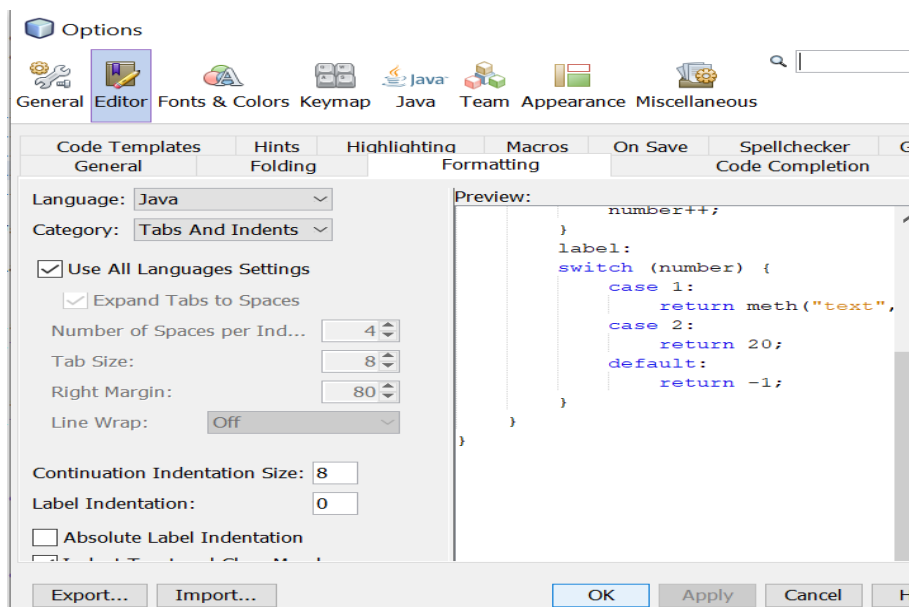 Options
General Editor Fonts & Colors Keymap Java Team Appearance Miscellaneous
Code Templates Hints Highlighting Macros On Save Spellchecker
General Folding Formatting Code Completion
Language: Java
Category: Tabs And Indents
Use All Languages Settings
Expand Tabs to Spaces
Number of Spaces per Ind... 4
Tab Size: 8
Right Margin: 80
Line Wrap: Off
Continuation Indentation Size: 8
Label Indentation: 0
Absolute Label Indentation
Preview:
number++;
}
label:
switch (number) {
case 1:
return meth("text",
case 2:
return 20;
default:
return -1;
}
}
}
Export... Import... OK Apply Cancel